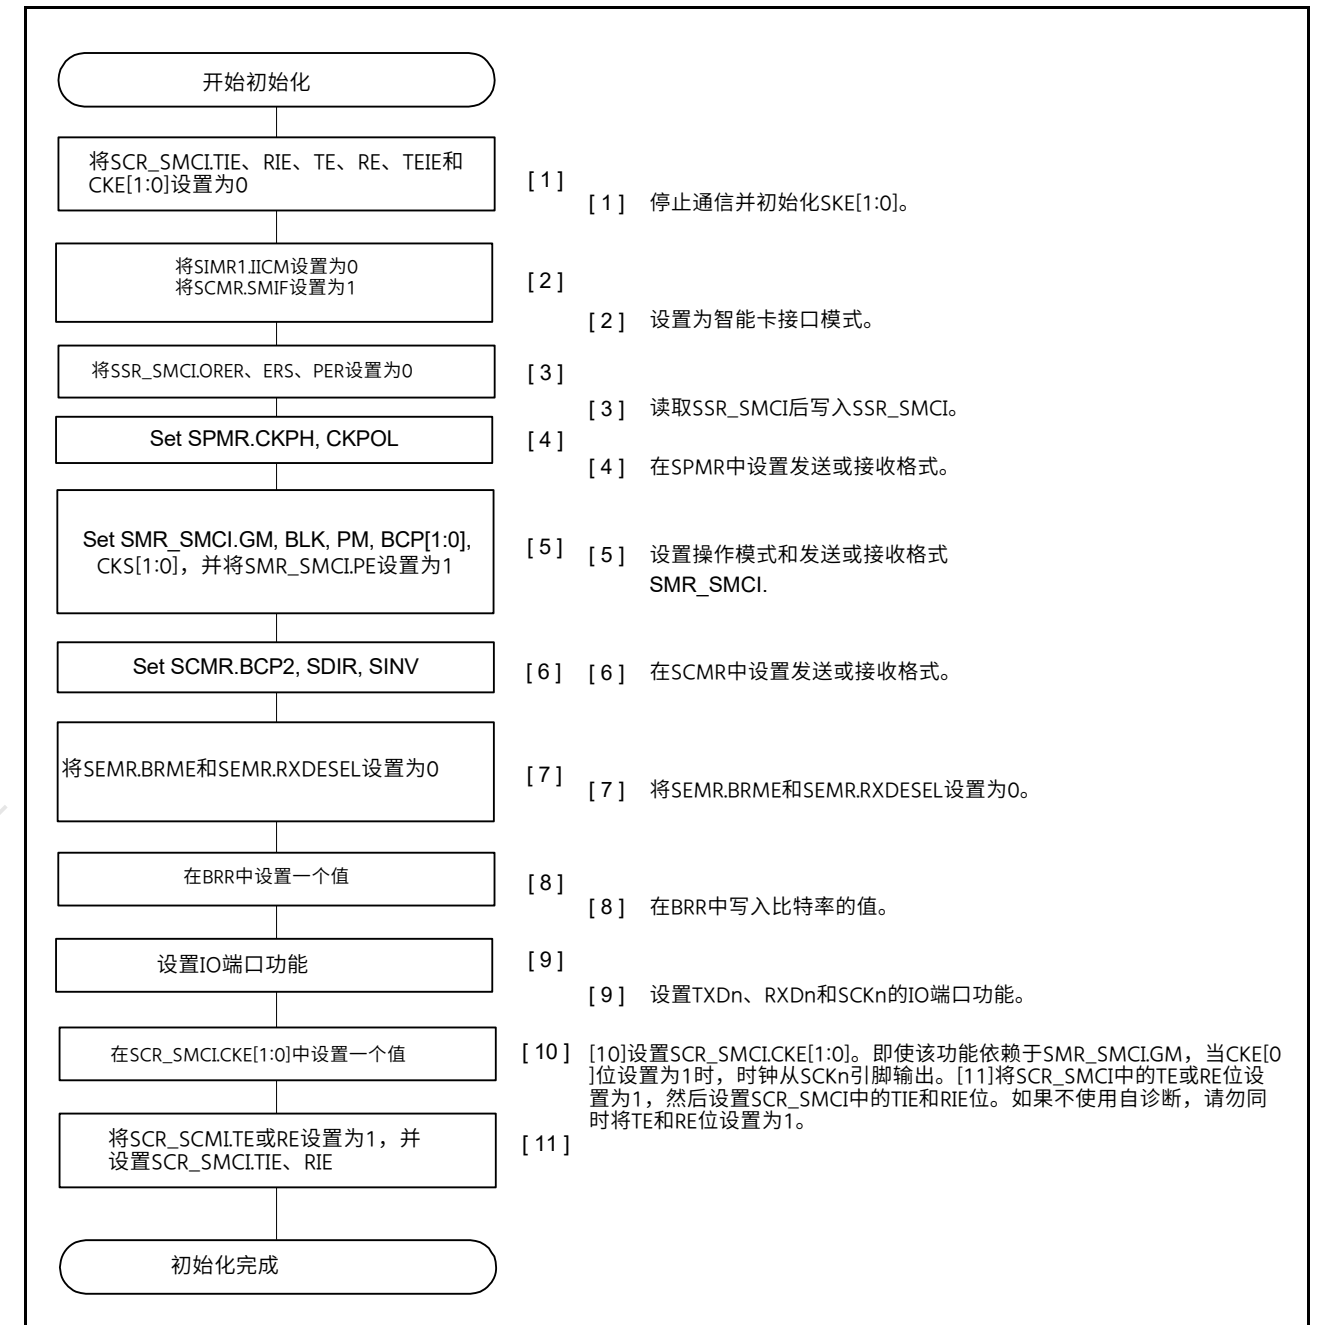 开始初始化
将SCR_SMCI.TIE、RIE、TE、RE、TEIE和
CKE[1:0]设置为0
[ 1 ]
[ 1 ] 停止通信并初始化SKE[1:0]。
将SIMR1.IICM设置为0
将SCMR.SMIF设置为1
[ 2 ]
[ 2 ] 设置为智能卡接口模式。
将SSR_SMCI.ORER、ERS、PER设置为0
[ 3 ]
[ 3 ] 读取SSR_SMCI后写入SSR_SMCI。
Set SPMR.CKPH, CKPOL
[ 4 ]
[ 4 ] 在SPMR中设置发送或接收格式。
Set SMR_SMCI.GM, BLK, PM, BCP[1:0],
CKS[1:0]，并将SMR_SMCI.PE设置为1
[ 5 ]
[ 5 ] 设置操作模式和发送或接收格式
SMR_SMCI.
Set SCMR.BCP2, SDIR, SINV
[ 6 ]
[ 6 ] 在SCMR中设置发送或接收格式。
将SEMR.BRME和SEMR.RXDESEL设置为0
[ 7 ]
[ 7 ] 将SEMR.BRME和SEMR.RXDESEL设置为0。
在BRR中设置一个值
[ 8 ]
[ 8 ] 在BRR中写入比特率的值。
设置IO端口功能
[ 9 ]
[ 9 ] 设置TXDn、RXDn和SCKn的IO端口功能。
在SCR_SMCI.CKE[1:0]中设置一个值
[ 10 ]
[10]设置SCR_SMCI.CKE[1:0]。即使该功能依赖于SMR_SMCI.GM，当CKE[0
]位设置为1时，时钟从SCKn引脚输出。[11]将SCR_SMCI中的TE或RE位设
置为1，然后设置SCR_SMCI中的TIE和RIE位。如果不使用自诊断，请勿同
时将TE和RE位设置为1。
将SCR_SCMI.TE或RE设置为1，并
设置SCR_SMCI.TIE、RIE
[ 11 ]
初始化完成